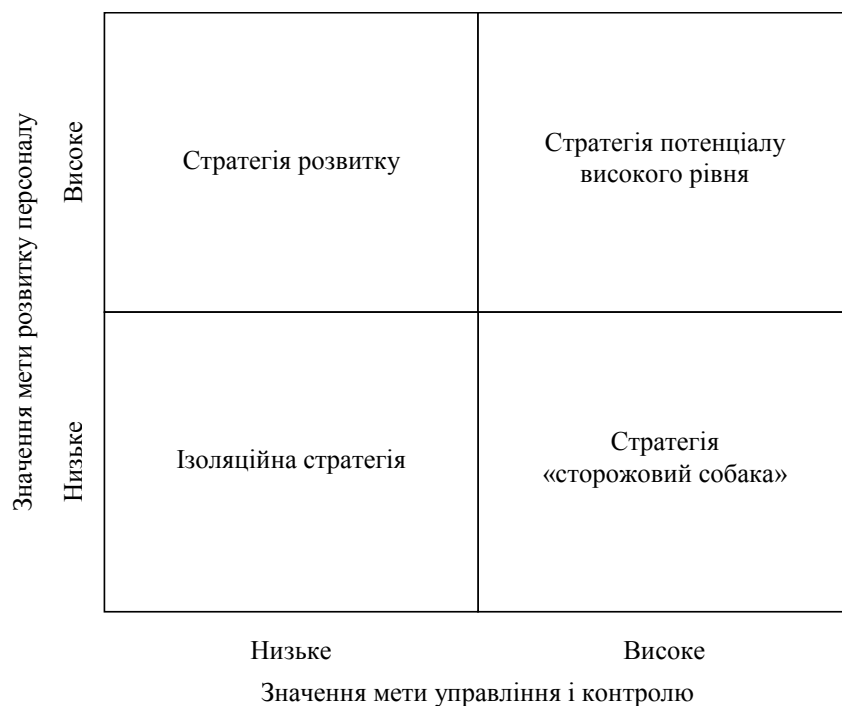 Значення мети розвитку персоналу
Високе
Низьке
Стратегія розвитку
Стратегія потенціалу
високого рівня
Ізоляційна стратегія
Стратегія
«сторожовий собака»
Низьке
Високе
Значення мети управління і контролю